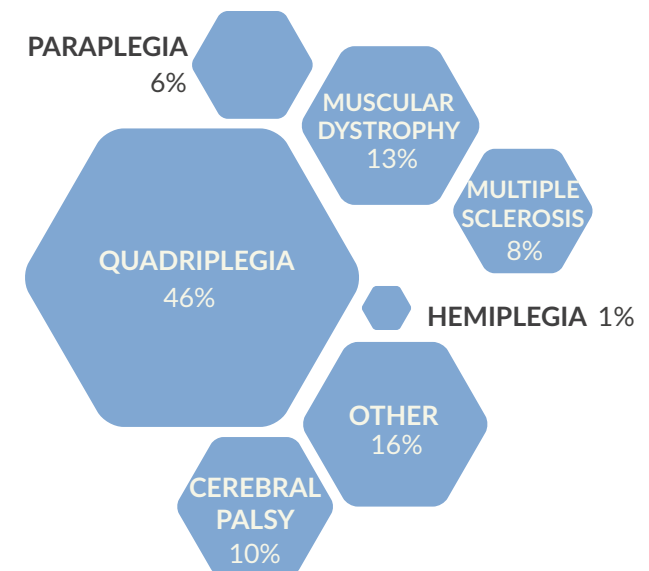 PARAPLEGIA
6%
MUSCULAR
DYSTROPHY
13%
MULTIPLE
SCLEROSIS
8%
QUADRIPLEGIA
46%
HEMIPLEGIA 1%
OTHER
16%
CEREBRAL
PALSY
10%